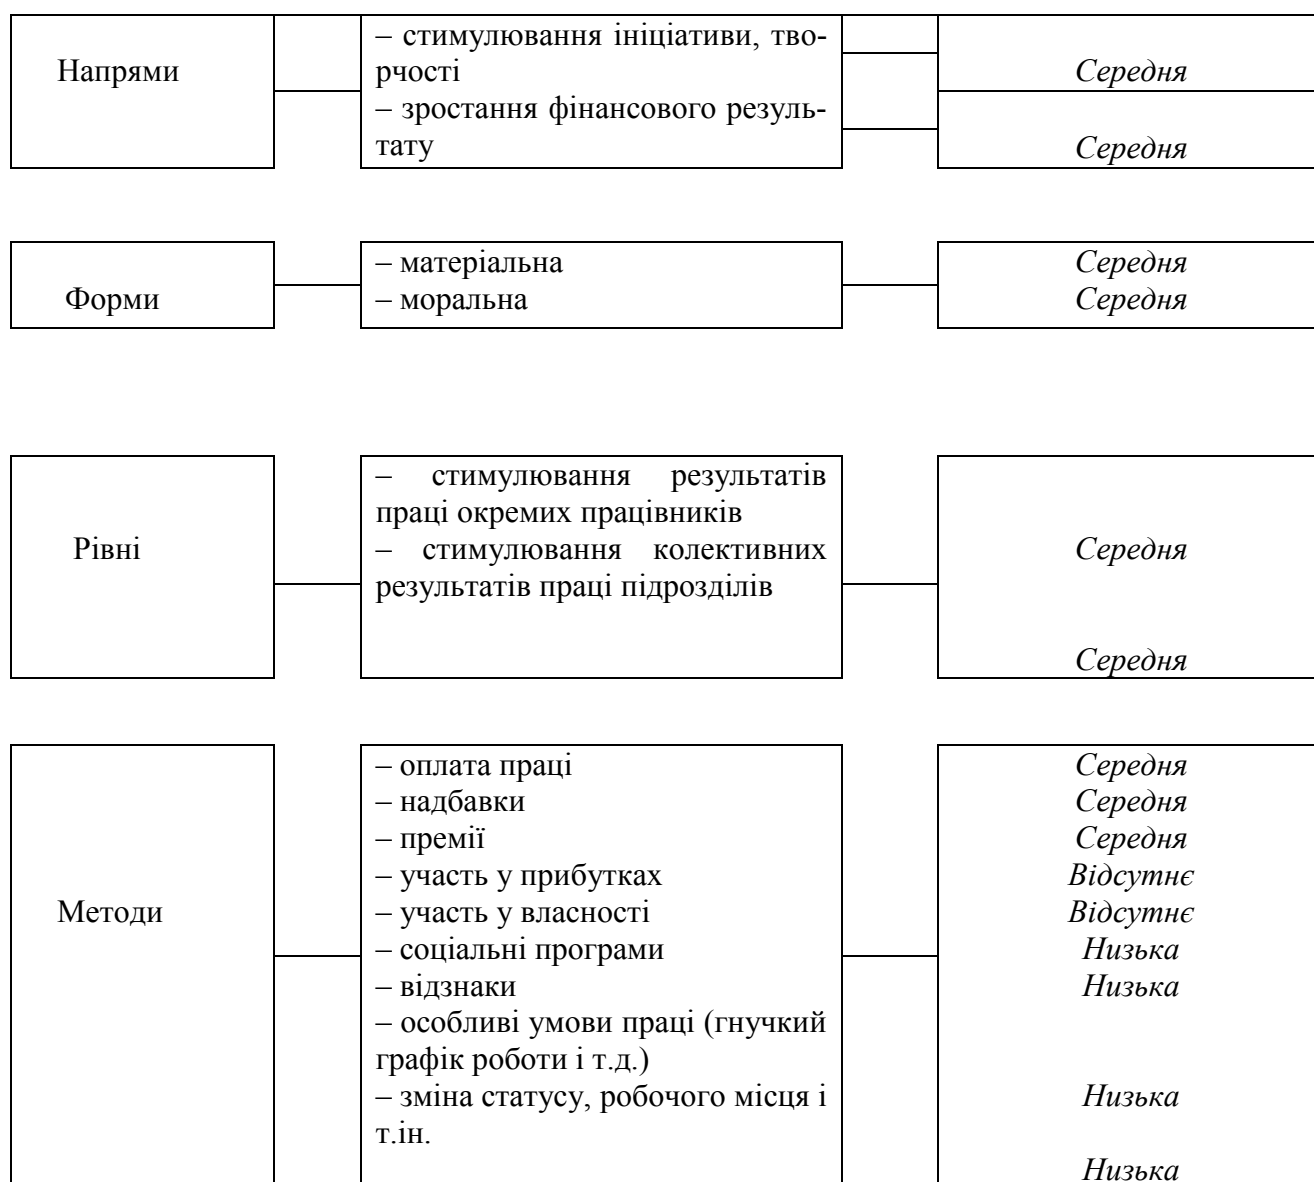 Напрями
– стимулювання ініціативи, тво-
рчості
– зростання фінансового резуль-
тату
Середня
Середня
Форми
– матеріальна
– моральна
Середня
Середня
Рівні
– стимулювання результатів
праці окремих працівників
– стимулювання колективних
результатів праці підрозділів
Середня
Середня
Методи
– оплата праці
– надбавки
– премії
– участь у прибутках
– участь у власності
– соціальні програми
– відзнаки
– особливі умови праці (гнучкий
графік роботи і т.д.)
– зміна статусу, робочого місця і
т.ін.
Середня
Середня
Середня
Відсутнє
Відсутнє
Низька
Низька
Низька
Низька